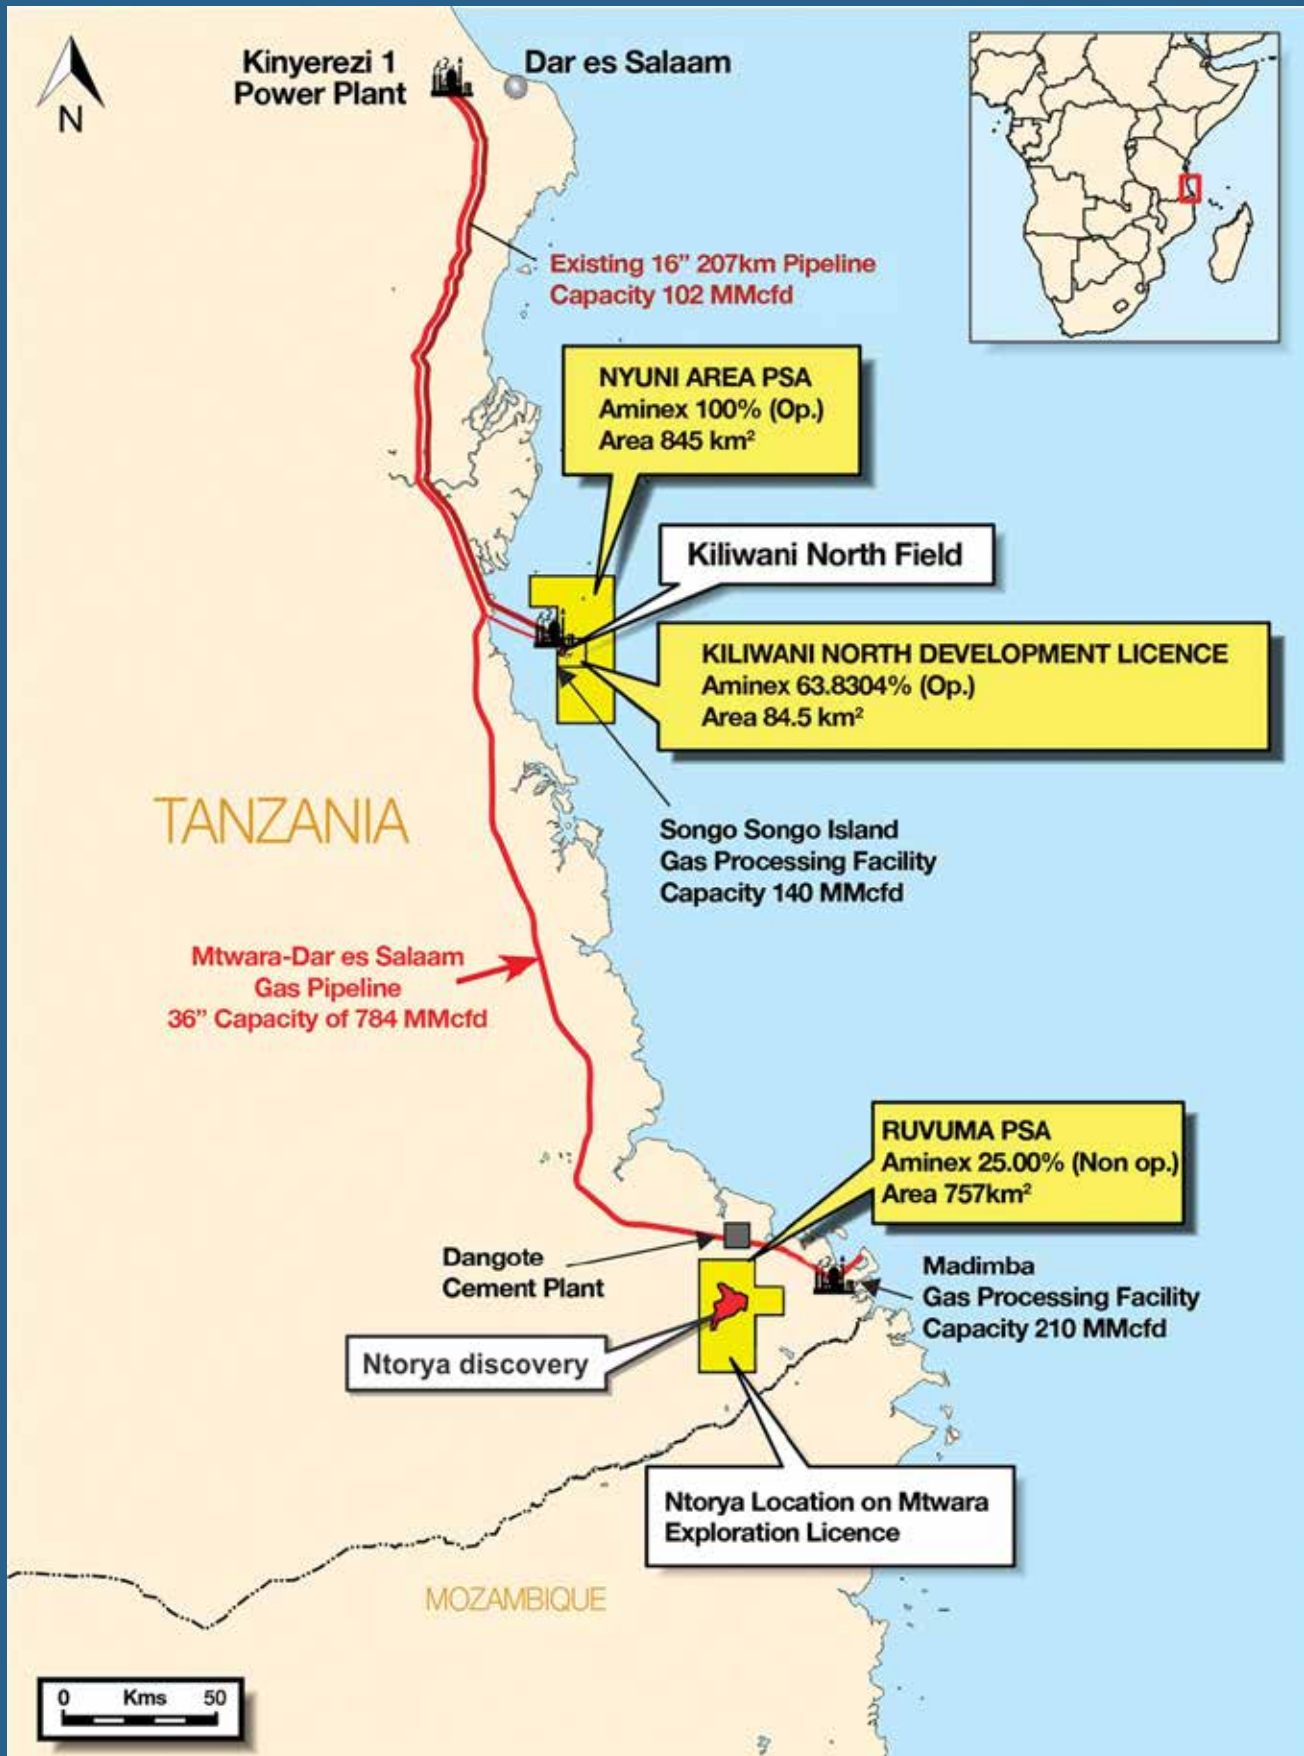 Kinyerezi 1
Power Plant
Dar es Salaam
N
Existing 16” 207km Pipeline
Capacity 102 MMcfd
NYUNI AREA PSA
Aminex 100% (Op.)
Area 845 km²
Kiliwani North Field
KILIWANI NORTH DEVELOPMENT LICENCE
Aminex 63.8304% (Op.)
Area 84.5 km²
TANZANIA
Songo Songo Island
Gas Processing Facility
Capacity 140 MMcfd
Mtwara-Dar es Salaam
Gas Pipeline
36” Capacity of 784 MMcfd
RUVUMA PSA
Aminex 25.00% (Non op.)
Area 757km²
Dangote
Cement Plant
Madimba
Gas Processing Facility
Capacity 210 MMcfd
Ntorya discovery
Ntorya Location on Mtwara
Exploration Licence
MOZAMBIQUE
0 Kms 50